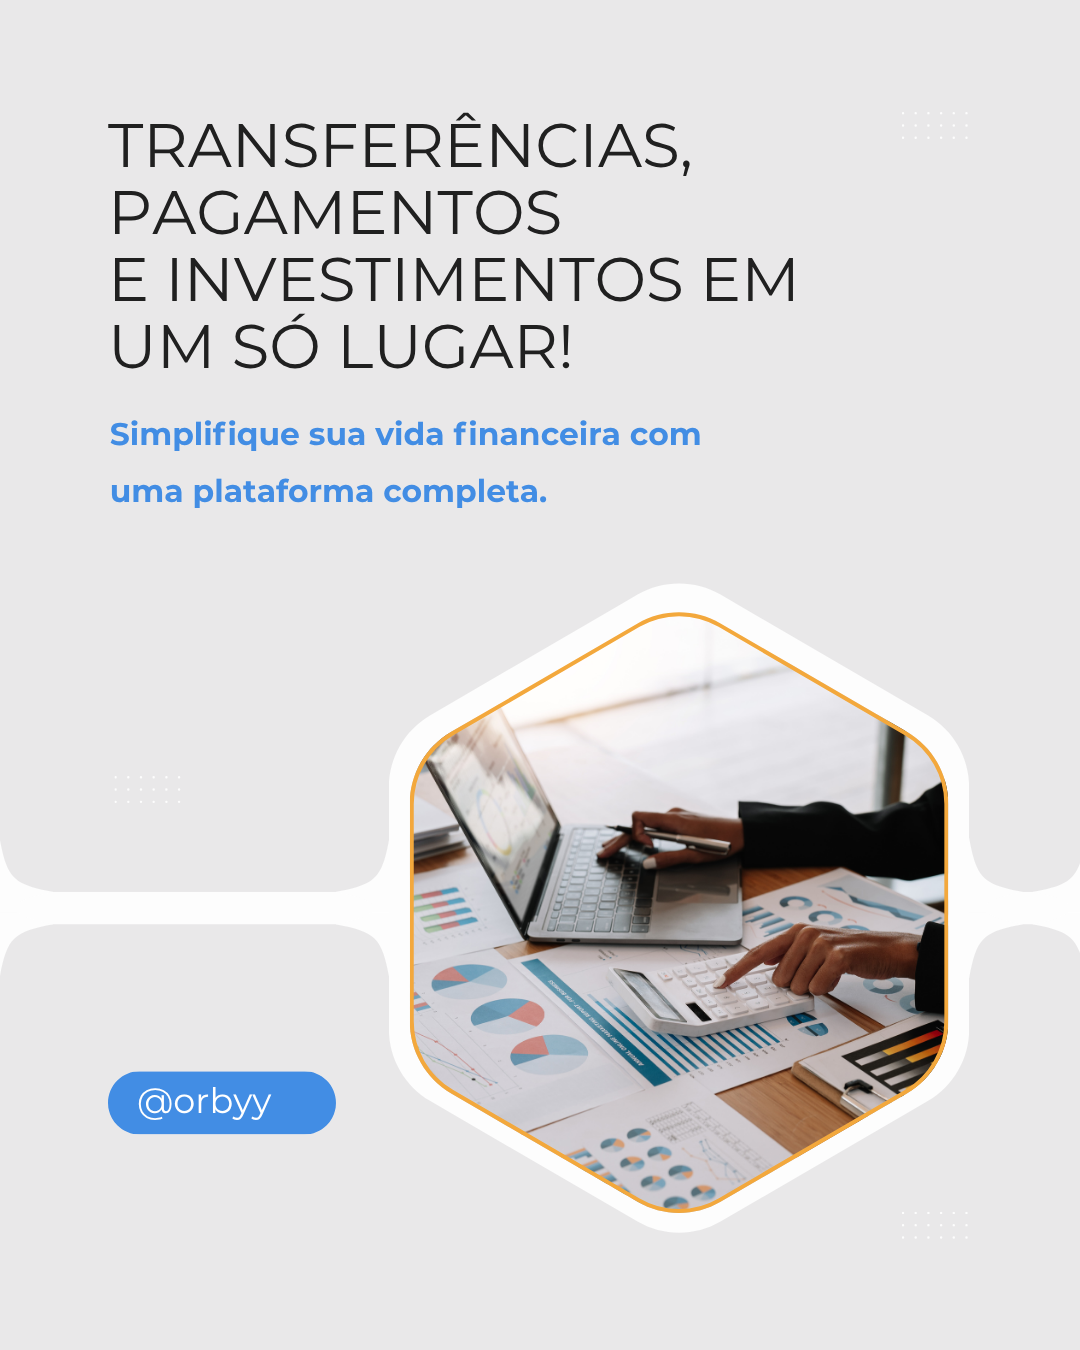 TRANSFERÊNCIAS,
PAGAMENTOS
E INVESTIMENTOS EM
UM SÓ LUGAR!
Simplifique sua vida financeira com
uma plataforma completa.
@orbyy